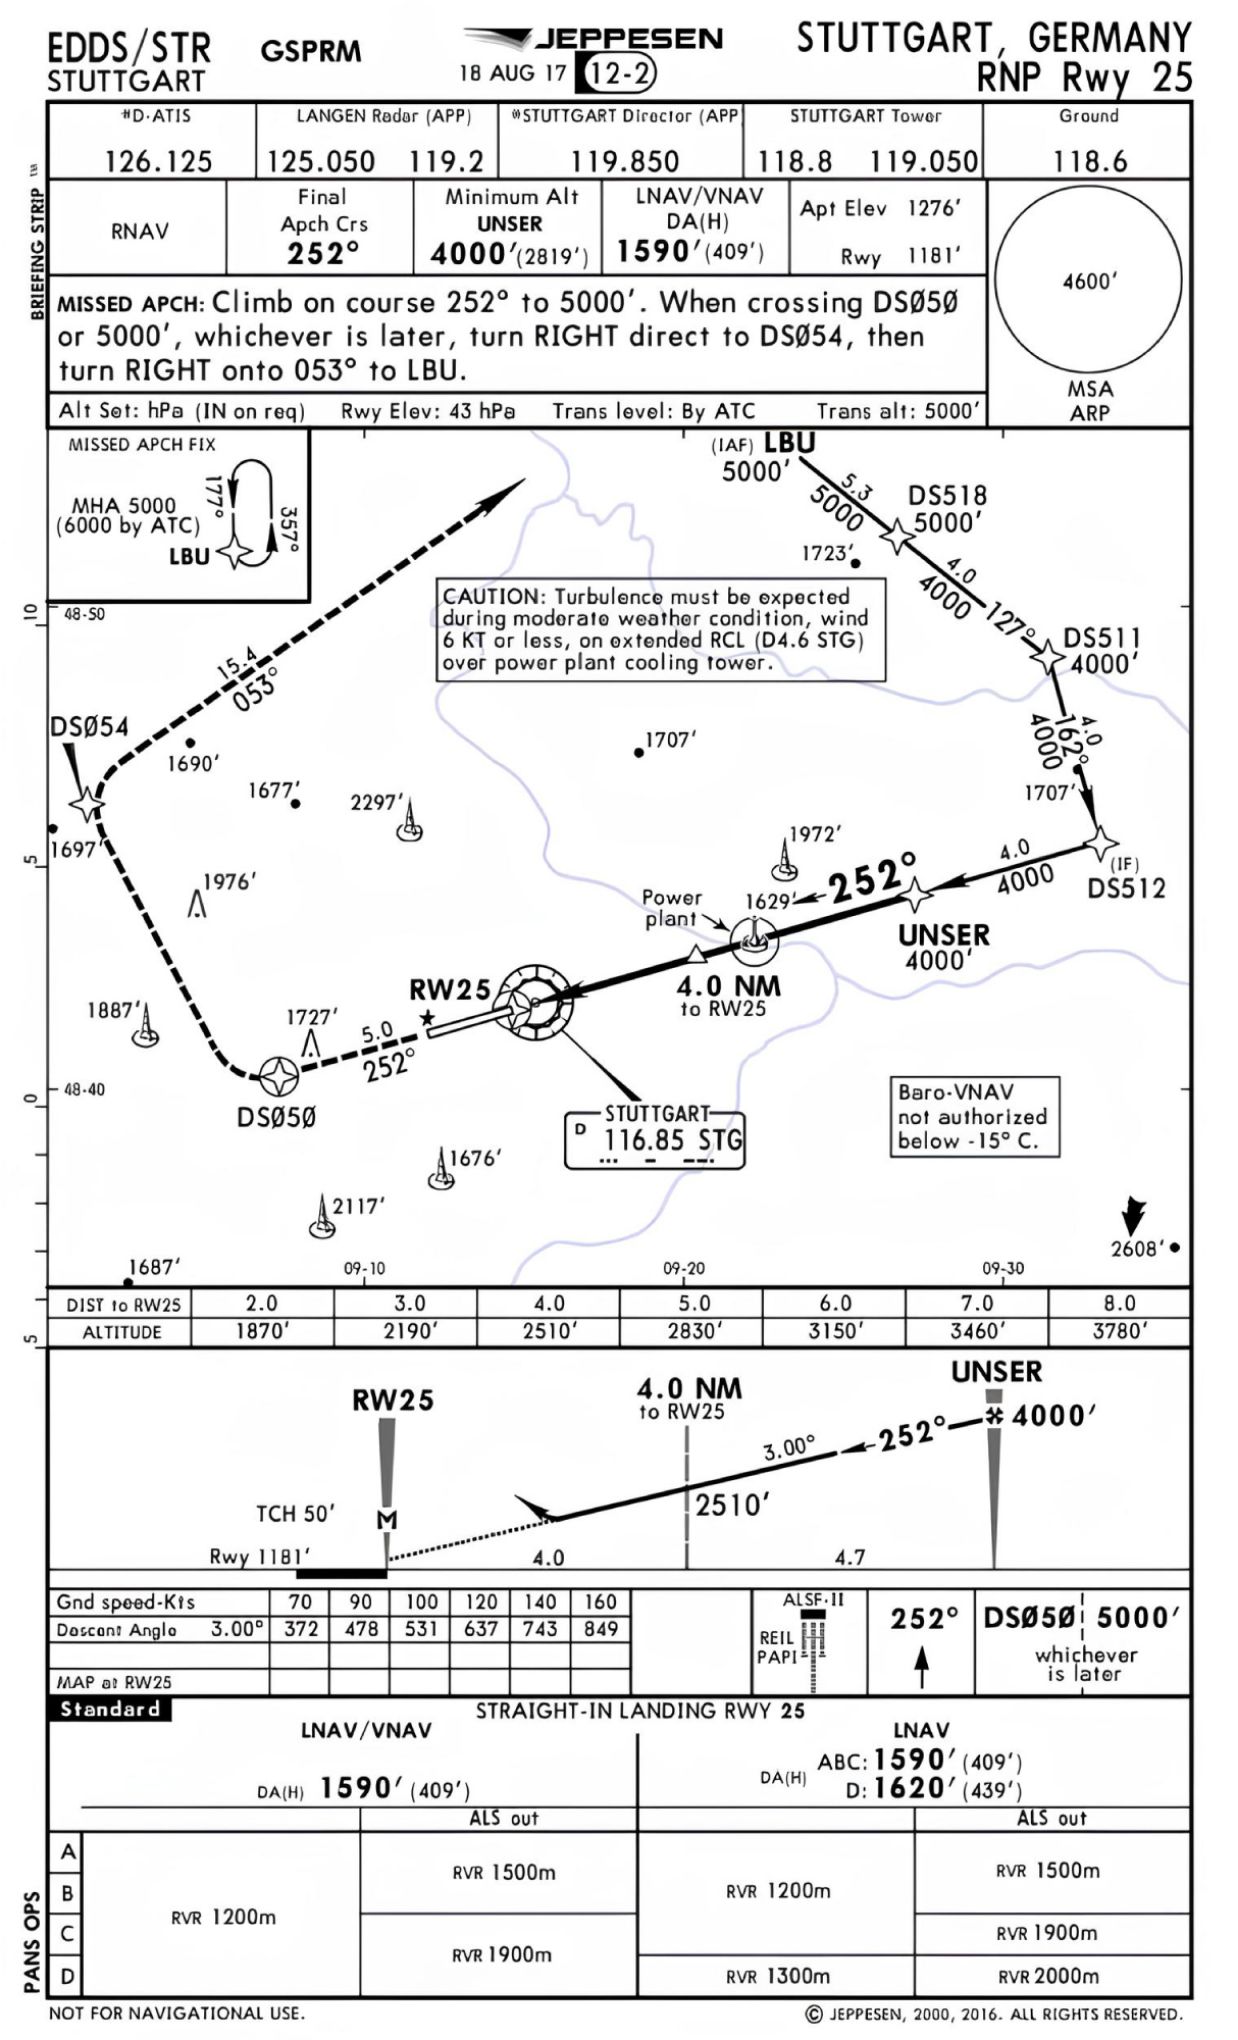 EDDS/STR
STUTTGART
GSPRM
JEPPESEN
18 AUG 17 12-2
STUTTGART, GERMANY
RNP Rwy 25
BRIEFING STRIP TM
*D-ATIS
126.125
LANGEN Radar (APP)
125.050 119.2
*STUTTGART Director (APP
119.850
STUTTGART Tower
118.8 119.050
Ground
118.6
RNAV
Final
Apch Crs
252°
Minimum Alt
UNSER
4000'(2819')
LNAV/VNAV
DA(H)
1590'(409')
Apt Elev 1276'
Rwy 1181'
4600'
MSA
ARP
MISSED APCH: Climb on course 252° to 5000'. When crossing DSØ5Ø
or 5000', whichever is later, turn RIGHT direct to DSØ54, then
turn RIGHT onto 053° to LBU.
Alt Set: hPa (IN on req) Rwy Elev: 43 hPa Trans level: By ATC Trans alt: 5000'
MISSED APCH FIX
MHA 5000
(6000 by ATC)
LBU
177°
357°
(IAF) LBU
5000'
5.3
5000
DS518
5000'
1723'
4.0
4000
127°
DS511
4000'
4.0
162°
4000
1707'
(IF)
DS512
4.0
4000
CAUTION: Turbulence must be expected
during moderate weather condition, wind
6 KT or less, on extended RCL (D4.6 STG)
over power plant cooling tower.
10
48-50
15.4
053°
DSØ54
1690'
1677'
1697'
2297'
1707'
1976'
1972'
5
252°
1629'
Power
plant
UNSER
4000'
4.0 NM
to RW25
RW25
1887'
1727'
5.0
252°
DSØ5Ø
0
48-40
STUTTGART
D 116.85 STG
Baro-VNAV
not authorized
below -15° C.
1676'
2117'
2608'
1687'
09-10
09-20
09-30
5
DIST to RW25 2.0 3.0 4.0 5.0 6.0 7.0 8.0
ALTITUDE 1870' 2190' 2510' 2830' 3150' 3460' 3780'
RW25
4.0 NM
to RW25
UNSER
4000'
252°
3.00°
2510'
TCH 50'
M
Rwy 1181'
4.0
4.7
Gnd speed-Kts 70 90 100 120 140 160
Descent Angle 3.00° 372 478 531 637 743 849
MAP at RW25
ALSF-II
REIL
PAPI
252°
DSØ5Ø 5000'
whichever
is later
Standard
STRAIGHT-IN LANDING RWY 25
LNAV/VNAV
DA(H) 1590'(409')
LNAV
DA(H)
ABC: 1590'(409')
D: 1620'(439')
ALS out
ALS out
A
B
C
D
RVR 1200m
RVR 1500m
RVR 1900m
RVR 1200m
RVR 1300m
RVR 1500m
RVR 1900m
RVR 2000m
PANS OPS
NOT FOR NAVIGATIONAL USE.
© JEPPESEN, 2000, 2016. ALL RIGHTS RESERVED.